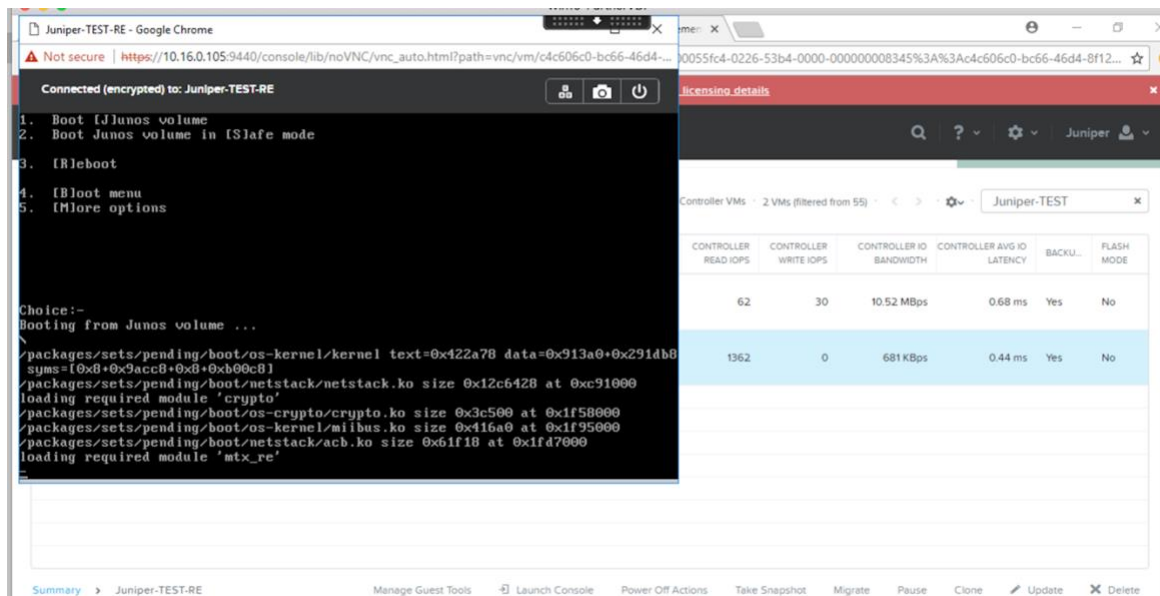 Juniper-TEST-RE - Google Chrome
Not secure | https://10.16.0.105:9440/console/lib/noVNC/vnc_auto.html?path=vnc/vm/c4c606c0-bc66-46d4-...
00055fc4-0226-53b4-0000-000000008345%3A%3Ac4c606c0-bc66-46d4-8f12...
Connected (encrypted) to: Juniper-TEST-RE
licensing details
Juniper
1. Boot [J]unos volume
2. Boot Junos volume in [S]afe mode
3. [R]eboot
4. [B]oot menu
5. [M]ore options
Choice:-
Booting from Junos volume ...
\
/packages/sets/pending/boot/os-kernel/kernel text=0x422a78 data=0x913a0+0x291db8
syms=[0x8+0x9acc8+0x8+0xb00c8]
/packages/sets/pending/boot/netstack/netstack.ko size 0x12c6428 at 0xc91000
loading required module 'crypto'
/packages/sets/pending/boot/os-crypto/crypto.ko size 0x3c500 at 0x1f58000
/packages/sets/pending/boot/os-kernel/miibus.ko size 0x416a0 at 0x1f95000
/packages/sets/pending/boot/netstack/acb.ko size 0x61f18 at 0x1fd7000
loading required module 'mtx_re'
Controller VMs · 2 VMs (filtered from 55) · < > · Juniper-TEST ×
CONTROLLER READ IOPS
CONTROLLER WRITE IOPS
CONTROLLER IO BANDWIDTH
CONTROLLER AVG IO LATENCY
BACKU...
FLASH MODE
62 30 10.52 MBps 0.68 ms Yes No
1362 0 681 KBps 0.44 ms Yes No
Summary > Juniper-TEST-RE Manage Guest Tools Launch Console Power Off Actions Take Snapshot Migrate Pause Clone Update Delete